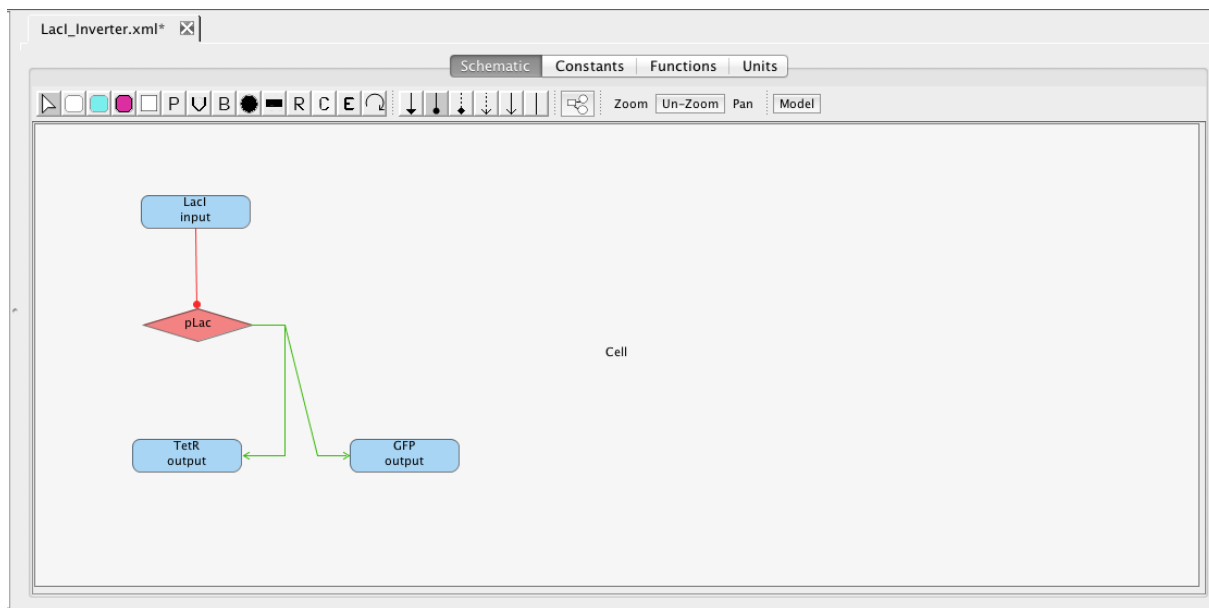 LacI_Inverter.xml*
Schematic Constants Functions Units
P B R C E Zoom Un-Zoom Pan Model
LacI
input
pLac
Cell
TetR
output
GFP
output